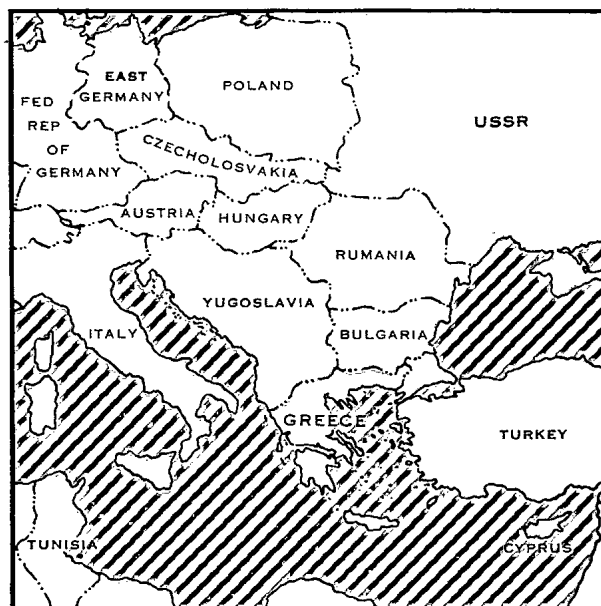 EAST
GERMANY
POLAND
USSR
FED
REP
OF
GERMANY
CZECHOLOSVAKIA
AUSTRIA
HUNGARY
RUMANIA
YUGOSLAVIA
ITALY
BULGARIA
GREECE
TURKEY
TUNISIA
CYPRUS